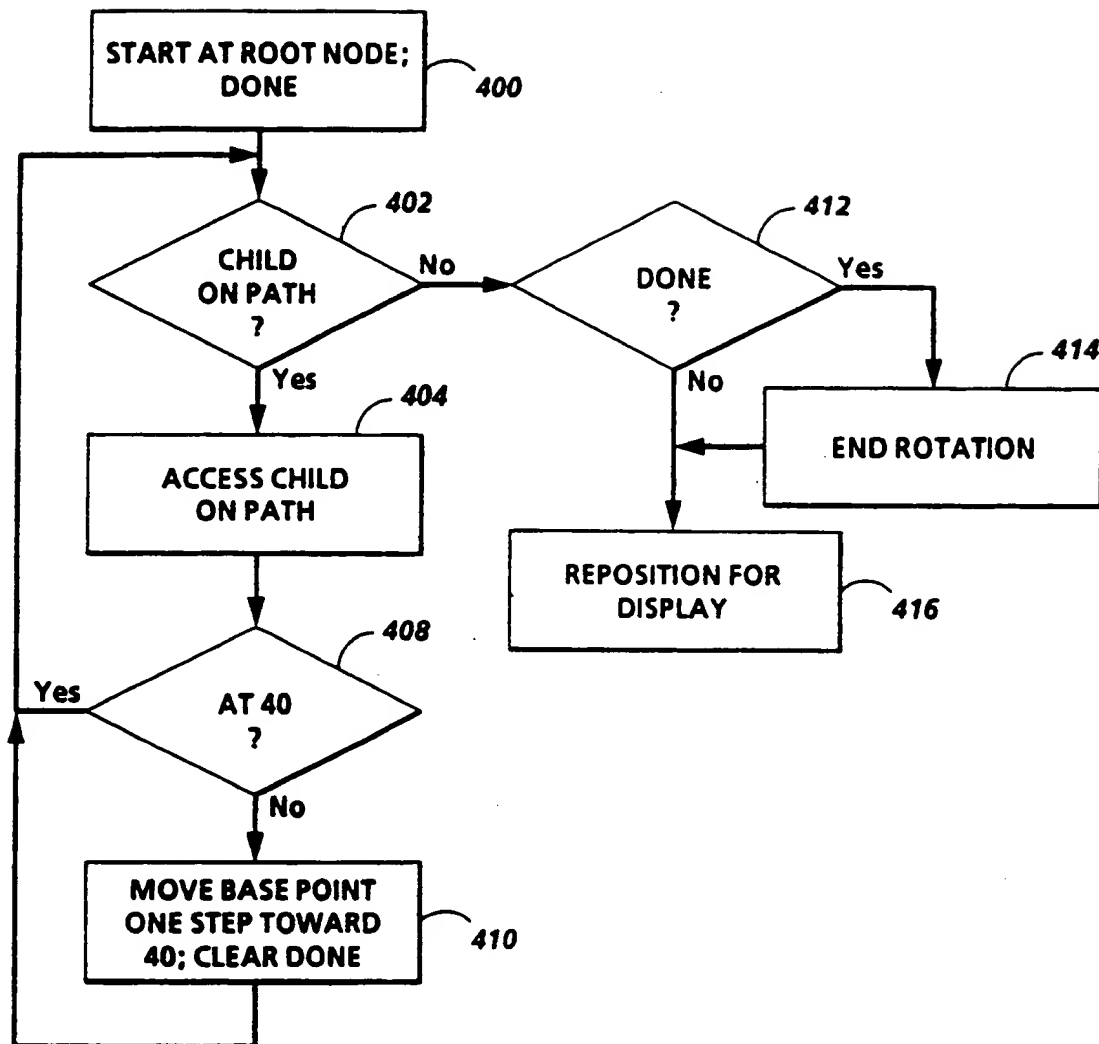 START AT ROOT NODE;
DONE
400
402
CHILD
ON PATH
?
No
Yes
412
DONE
?
Yes
No
404
ACCESS CHILD
ON PATH
414
END ROTATION
REPOSITION FOR
DISPLAY
416
408
AT 40
?
Yes
No
MOVE BASE POINT
ONE STEP TOWARD
40; CLEAR DONE
410